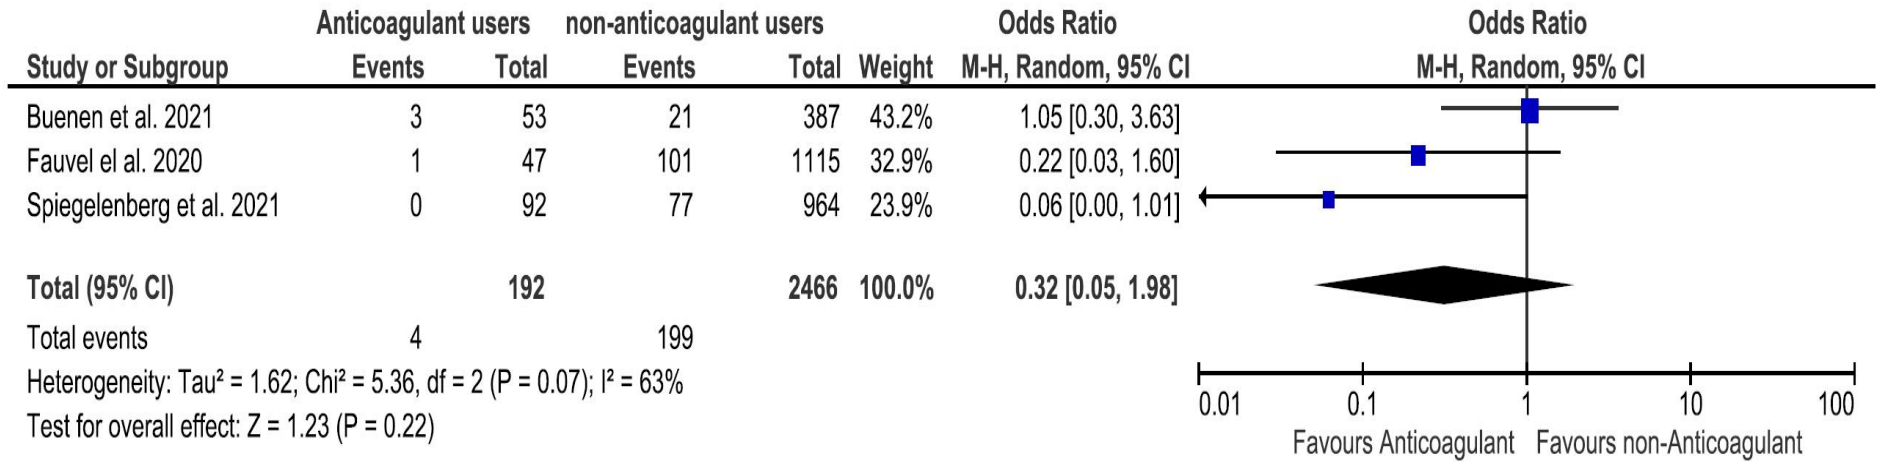 Anticoagulant users non-anticoagulant users Odds Ratio Odds Ratio
Study or Subgroup Events Total Events Total Weight M-H, Random, 95% CI M-H, Random, 95% CI
Buenen et al. 2021 3 53 21 387 43.2% 1.05 [0.30, 3.63]
Fauvel el al. 2020 1 47 101 1115 32.9% 0.22 [0.03, 1.60]
Spiegelenberg et al. 2021 0 92 77 964 23.9% 0.06 [0.00, 1.01]
Total (95% CI) 192 2466 100.0% 0.32 [0.05, 1.98]
Total events 4 199
Heterogeneity: Tau² = 1.62; Chi² = 5.36, df = 2 (P = 0.07); I² = 63%
Test for overall effect: Z = 1.23 (P = 0.22)
0.01 0.1 1 10 100
Favours Anticoagulant Favours non-Anticoagulant